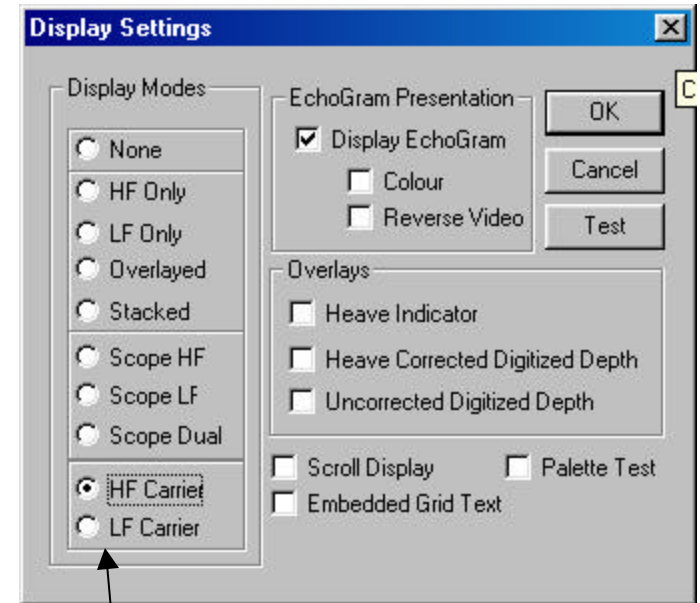 Display Settings
C
Display Modes
None
HF Only
LF Only
Overlayed
Stacked
Scope HF
Scope LF
Scope Dual
HF Carrier
LF Carrier
EchoGram Presentation
Display EchoGram
Colour
Reverse Video
OK
Cancel
Test
Overlays
Heave Indicator
Heave Corrected Digitized Depth
Uncorrected Digitized Depth
Scroll Display
Palette Test
Embedded Grid Text